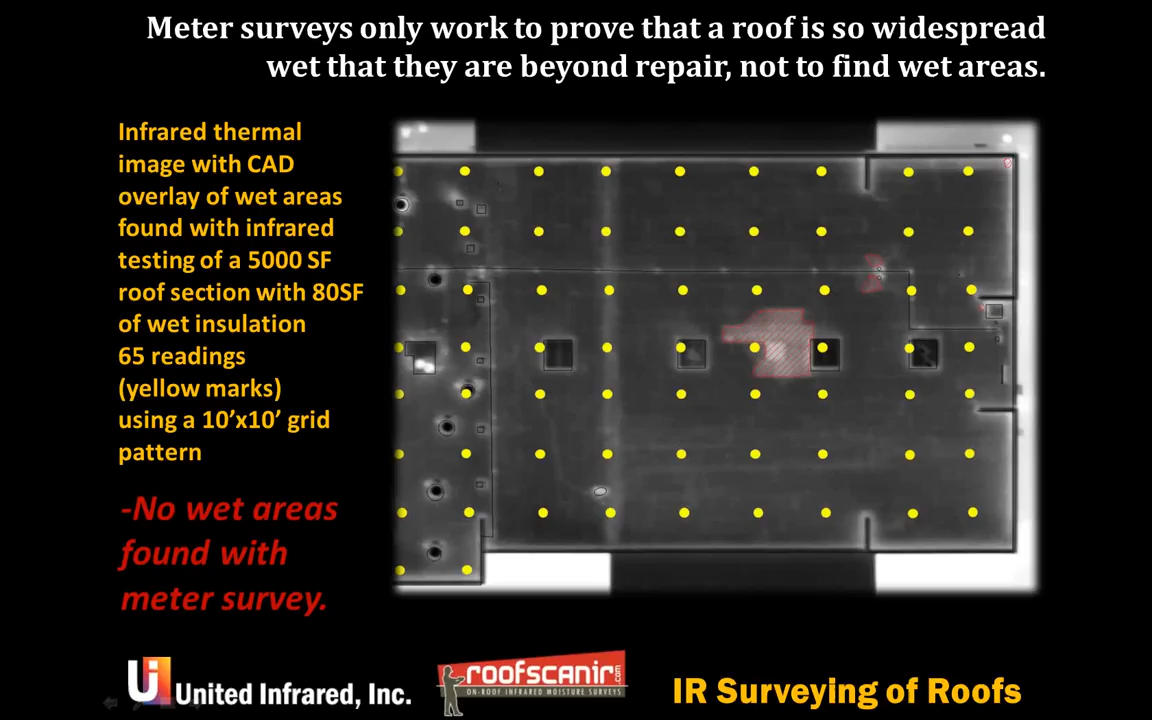 Meter surveys only work to prove that a roof is so widespread
wet that they are beyond repair, not to find wet areas.
Infrared thermal
image with CAD
overlay of wet areas
found with infrared
testing of a 5000 SF
roof section with 80SF
of wet insulation
65 readings
(yellow marks)
using a 10’x10’ grid
pattern
-No wet areas
found with
meter survey.
Ui United Infrared, Inc.
roofscanir.com
ON-ROOF INFRARED MOISTURE SURVEYS
IR Surveying of Roofs